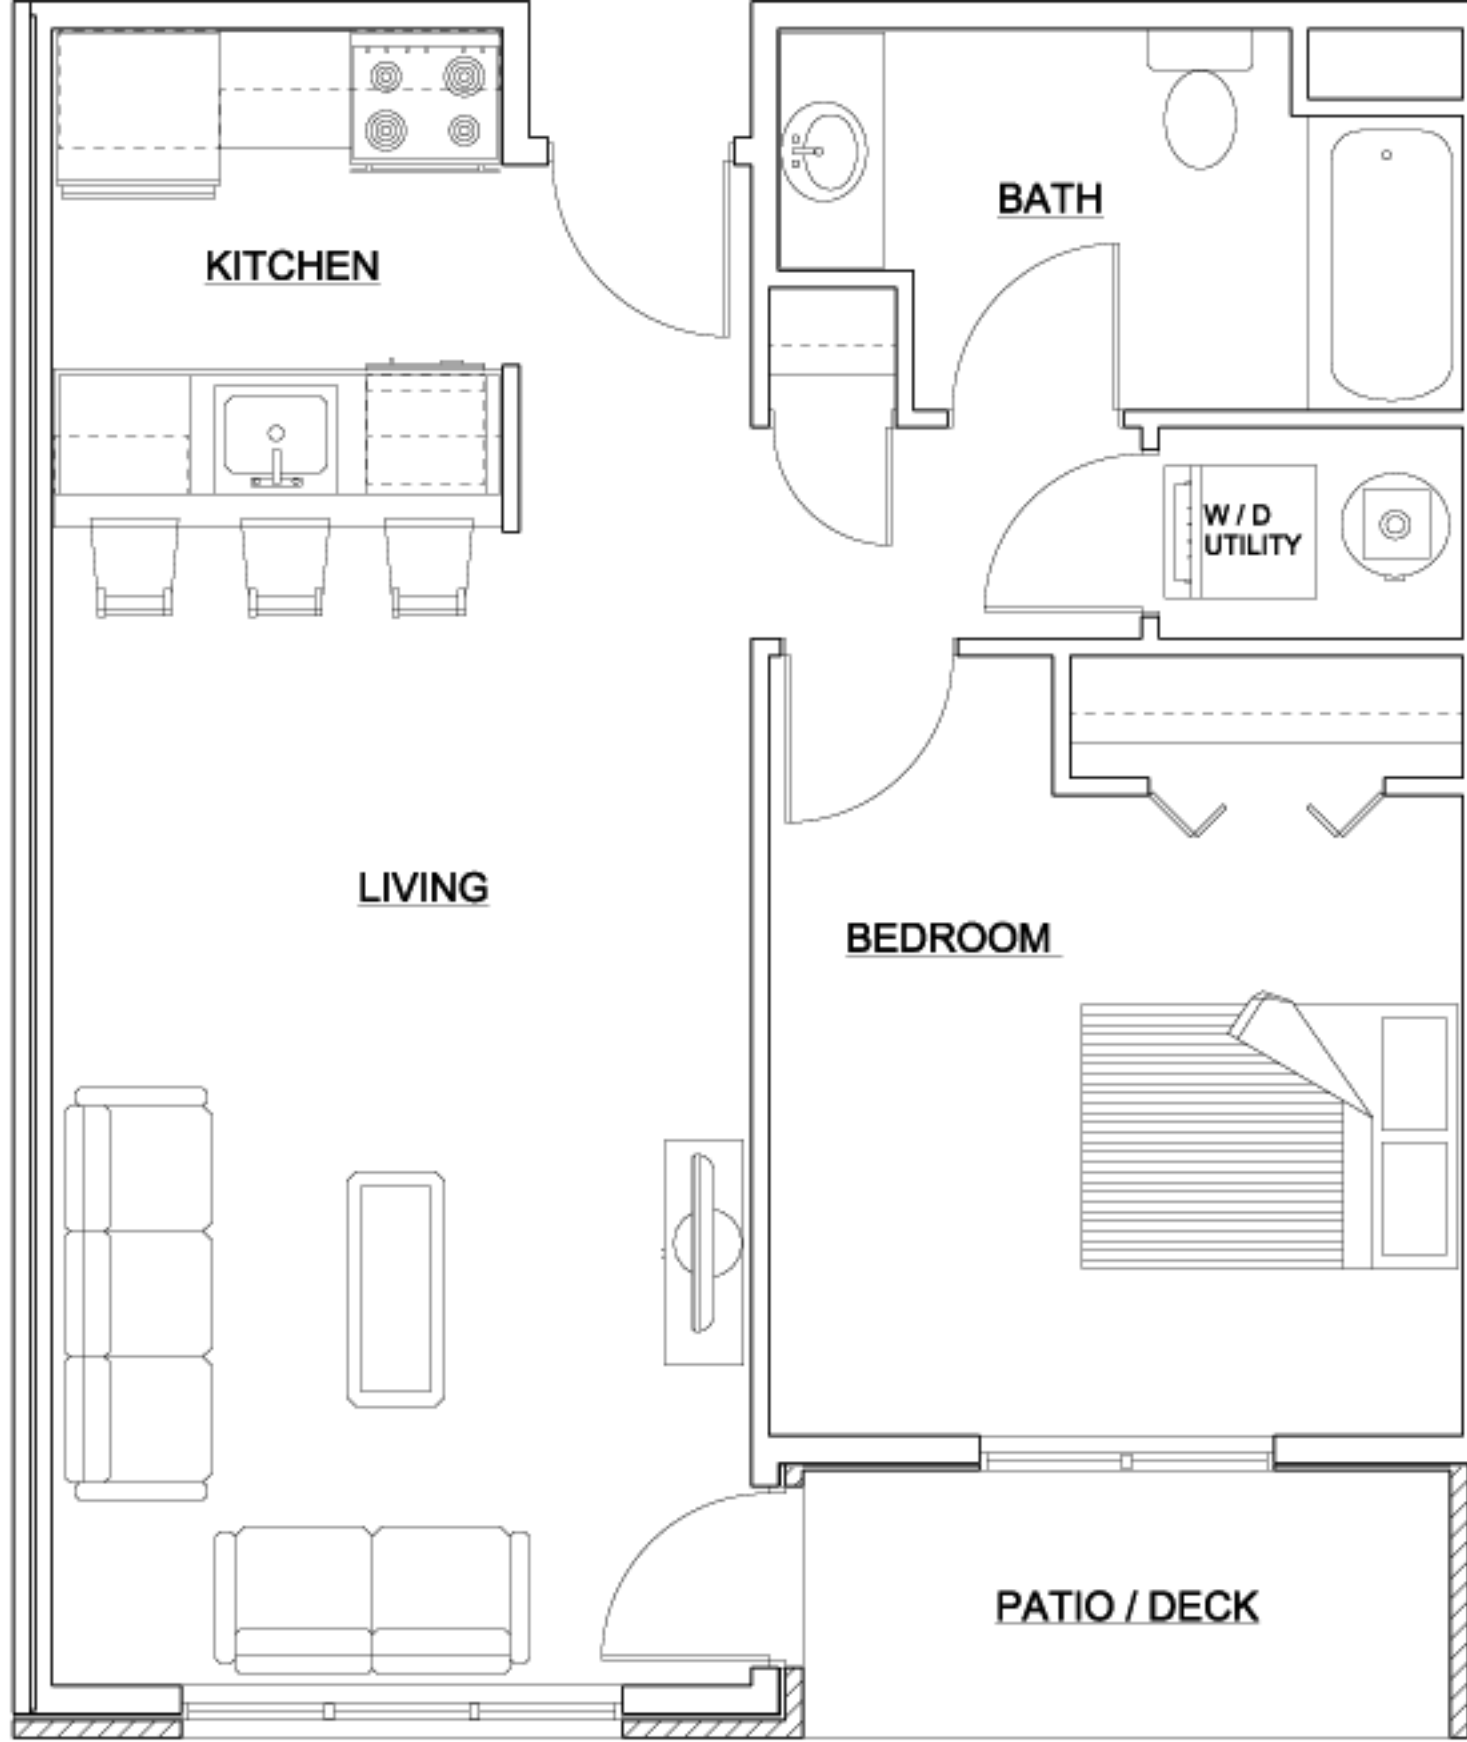 BATH
KITCHEN
W / D
UTILITY
LIVING
BEDROOM
PATIO / DECK